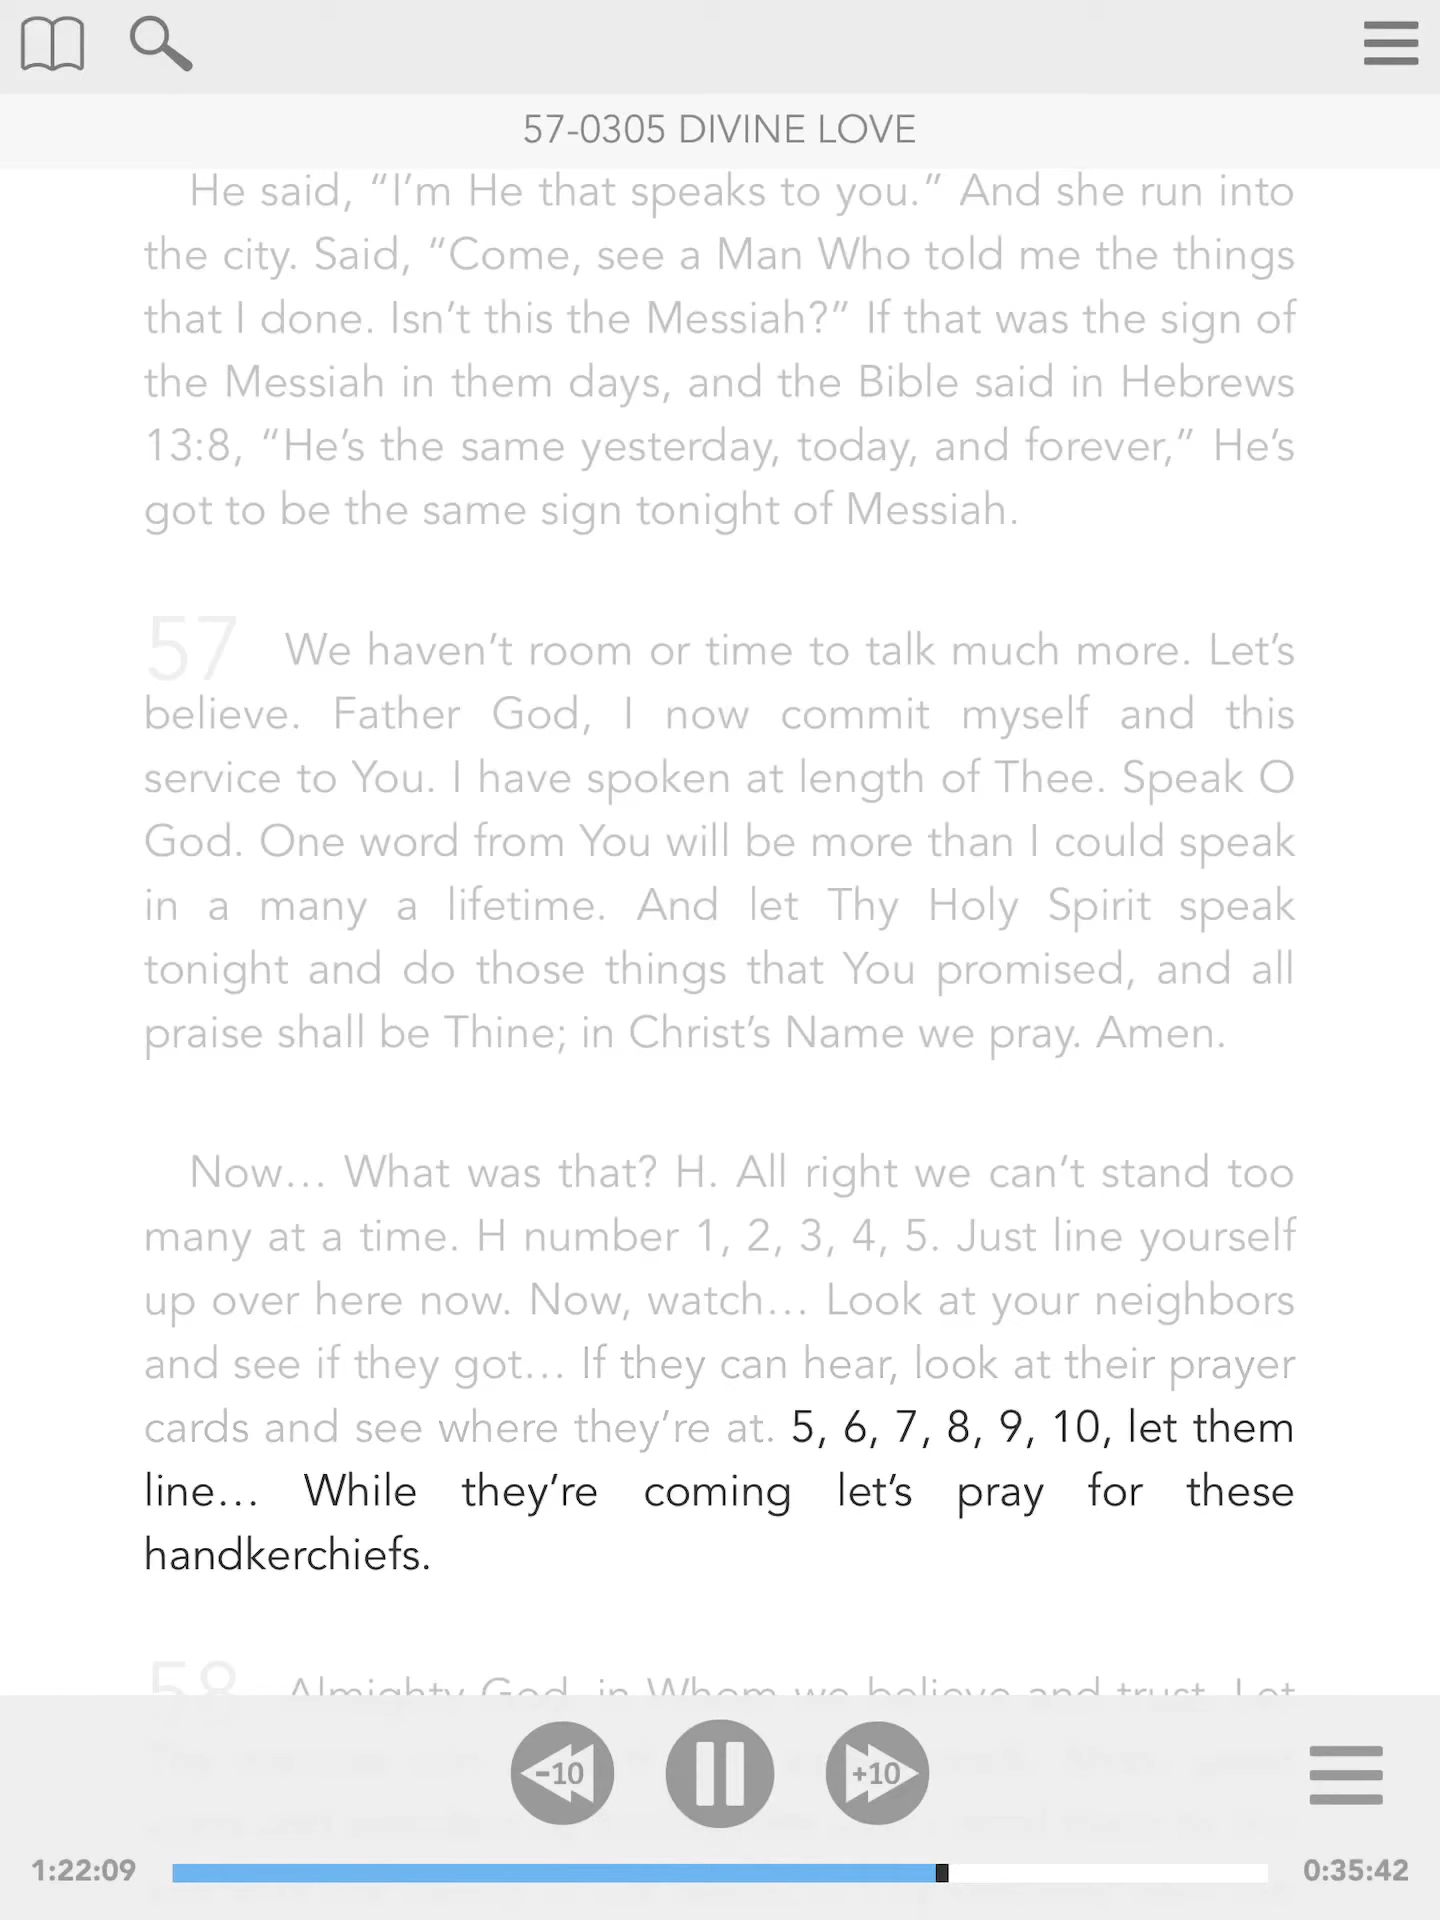 57-0305 DIVINE LOVE
He said, “I’m He that speaks to you.” And she run into
the city. Said, “Come, see a Man Who told me the things
that I done. Isn’t this the Messiah?” If that was the sign of
the Messiah in them days, and the Bible said in Hebrews
13:8, “He’s the same yesterday, today, and forever,” He’s
got to be the same sign tonight of Messiah.
57 We haven’t room or time to talk much more. Let’s
believe. Father God, I now commit myself and this
service to You. I have spoken at length of Thee. Speak O
God. One word from You will be more than I could speak
in a many a lifetime. And let Thy Holy Spirit speak
tonight and do those things that You promised, and all
praise shall be Thine; in Christ’s Name we pray. Amen.
Now… What was that? H. All right we can’t stand too
many at a time. H number 1, 2, 3, 4, 5. Just line yourself
up over here now. Now, watch… Look at your neighbors
and see if they got… If they can hear, look at their prayer
cards and see where they’re at. 5, 6, 7, 8, 9, 10, let them
line… While they’re coming let’s pray for these
handkerchiefs.
58 Almighty God, in Whom we believe and trust. Let
-10 +10
1:22:09 0:35:42